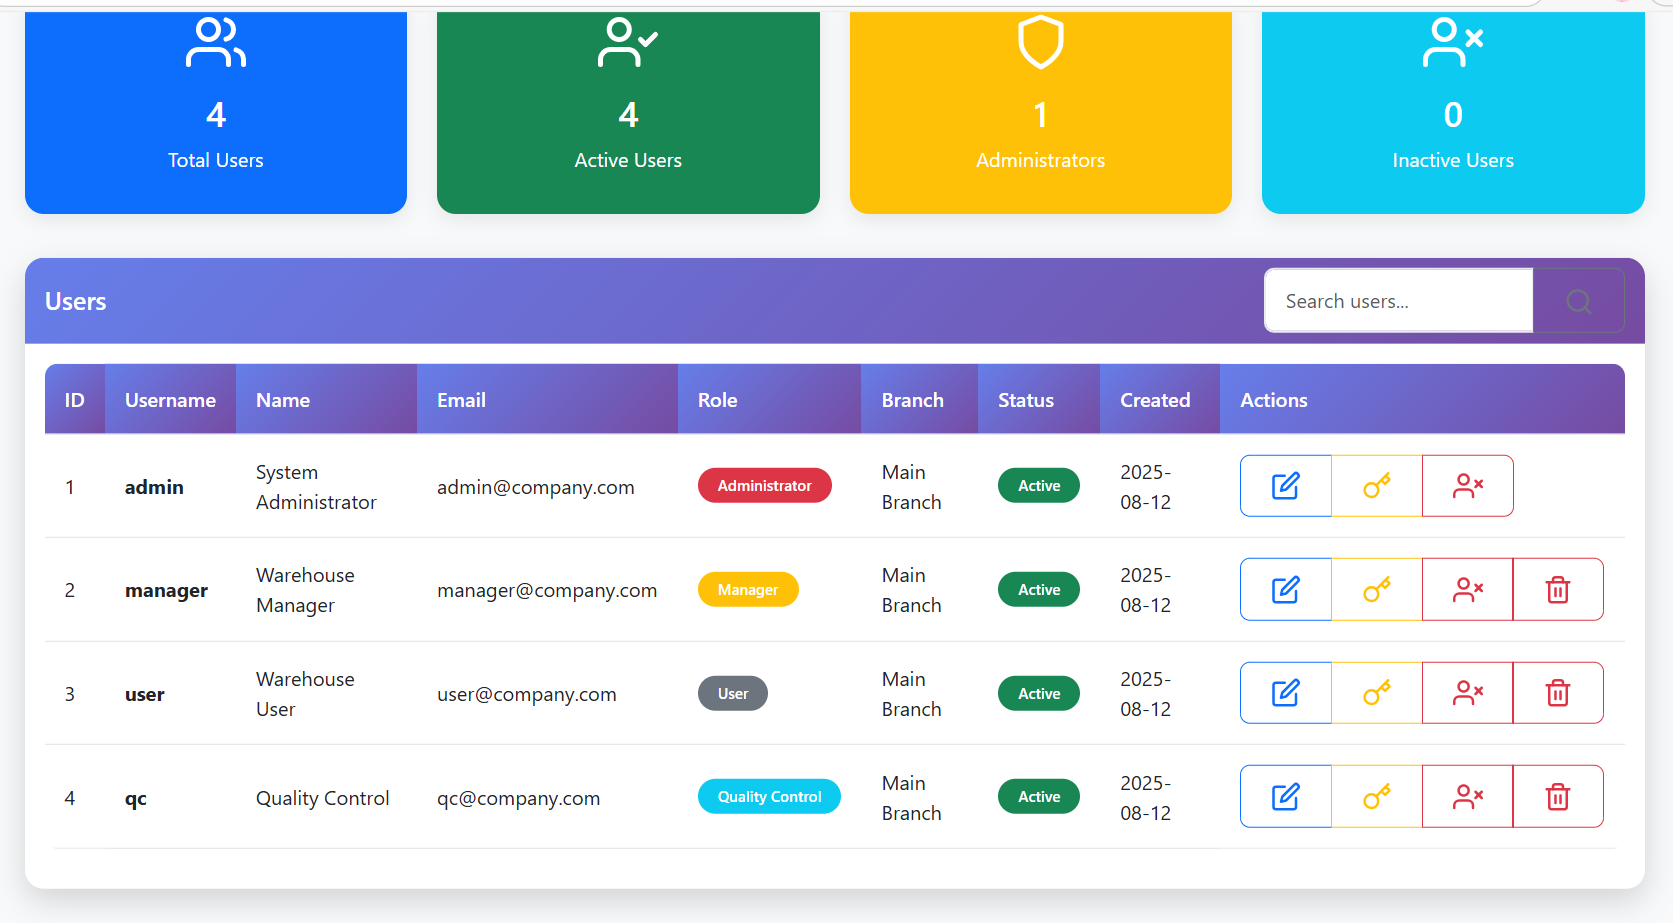 4
Total Users
4
Active Users
1
Administrators
0
Inactive Users
Users
Search users...
ID Username Name Email Role Branch Status Created Actions
1 admin System Administrator admin@company.com Administrator Main Branch Active 2025-08-12
2 manager Warehouse Manager manager@company.com Manager Main Branch Active 2025-08-12
3 user Warehouse User user@company.com User Main Branch Active 2025-08-12
4 qc Quality Control qc@company.com Quality Control Main Branch Active 2025-08-12